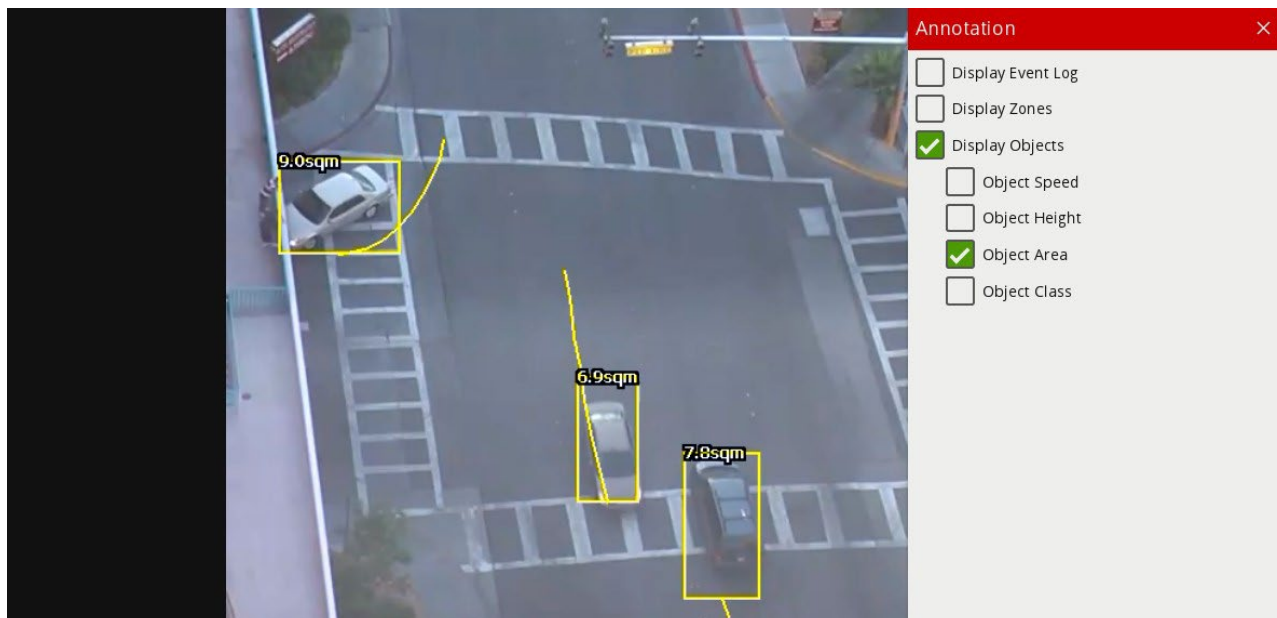 Annotation
Display Event Log
Display Zones
Display Objects
Object Speed
Object Height
Object Area
Object Class
9.0sqm
6.9sqm
7.8sqm